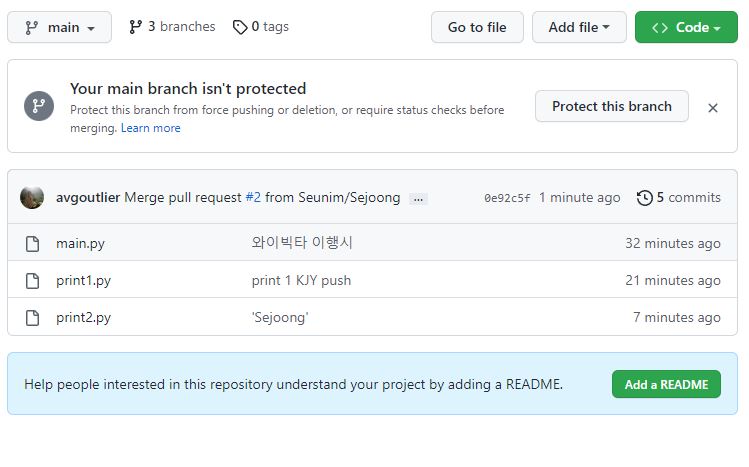 main 3 branches 0 tags Go to file Add file Code
Your main branch isn't protected
Protect this branch from force pushing or deletion, or require status checks before
merging. Learn more
Protect this branch
avgoutlier Merge pull request #2 from Seunim/Sejoong ... 0e92c5f 1 minute ago 5 commits
main.py 와이빅타 이행시 32 minutes ago
print1.py print 1 KJY push 21 minutes ago
print2.py 'Sejoong' 7 minutes ago
Help people interested in this repository understand your project by adding a README. Add a README